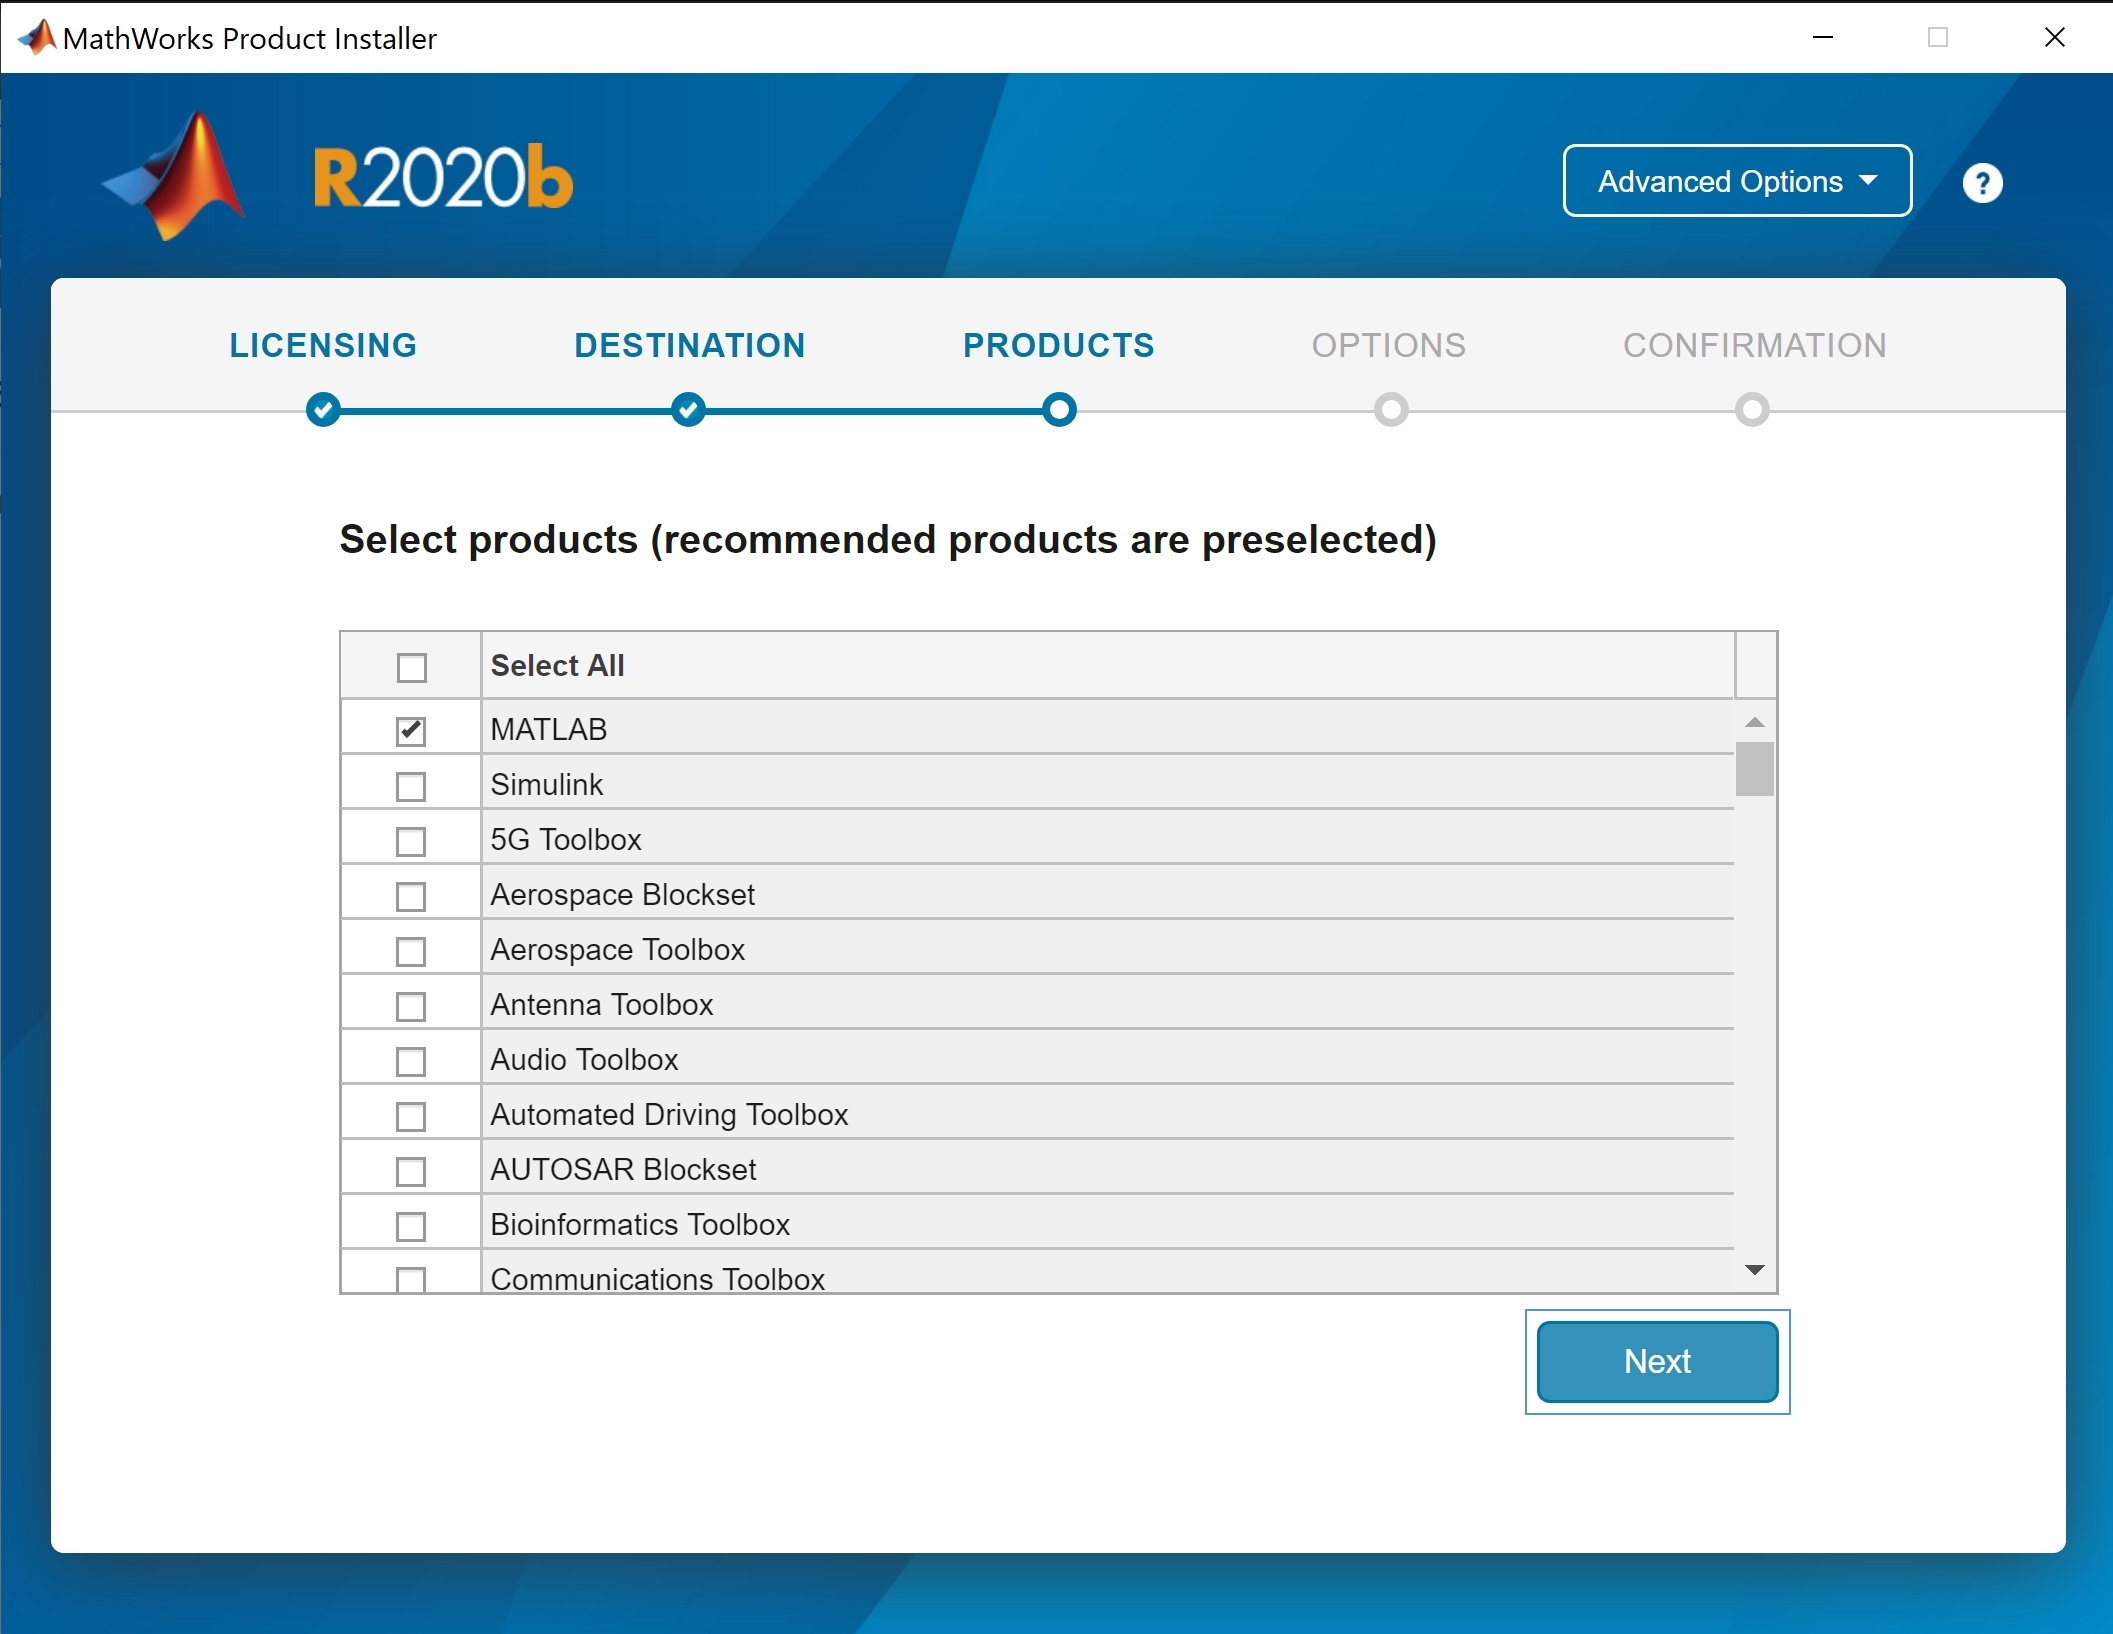 MathWorks Product Installer
R2020b
Advanced Options
?
LICENSING DESTINATION PRODUCTS OPTIONS CONFIRMATION
Select products (recommended products are preselected)
Select All
MATLAB
Simulink
5G Toolbox
Aerospace Blockset
Aerospace Toolbox
Antenna Toolbox
Audio Toolbox
Automated Driving Toolbox
AUTOSAR Blockset
Bioinformatics Toolbox
Communications Toolbox
Next